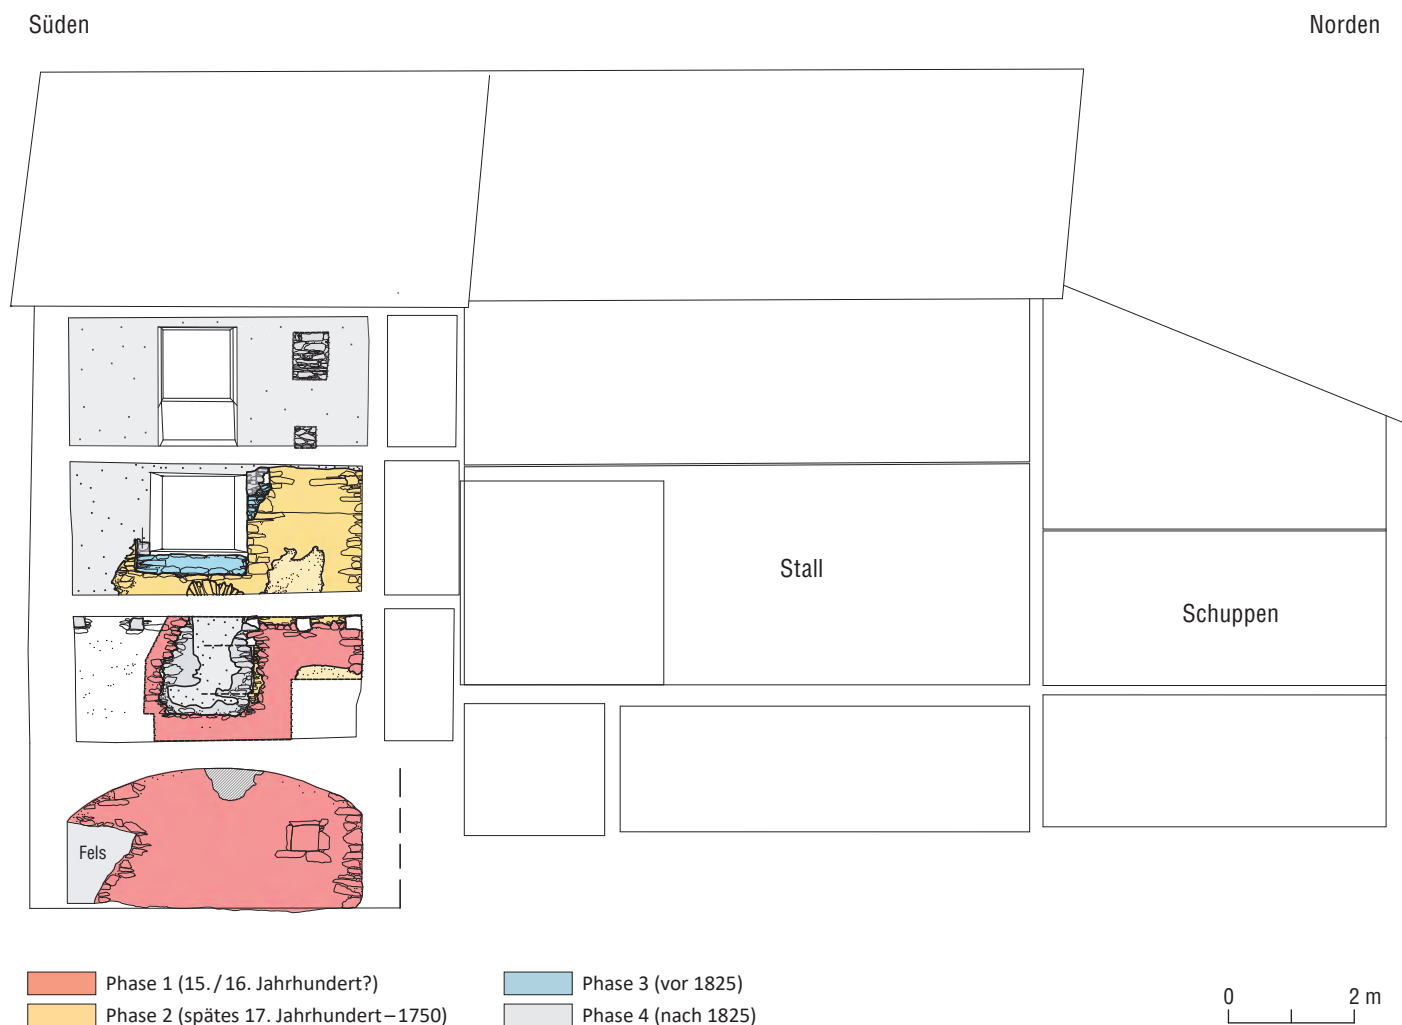 Süden
Norden
Stall
Schuppen
Fels
Phase 1 (15./16. Jahrhundert?)
Phase 2 (spätes 17. Jahrhundert–1750)
Phase 3 (vor 1825)
Phase 4 (nach 1825)
0 2 m